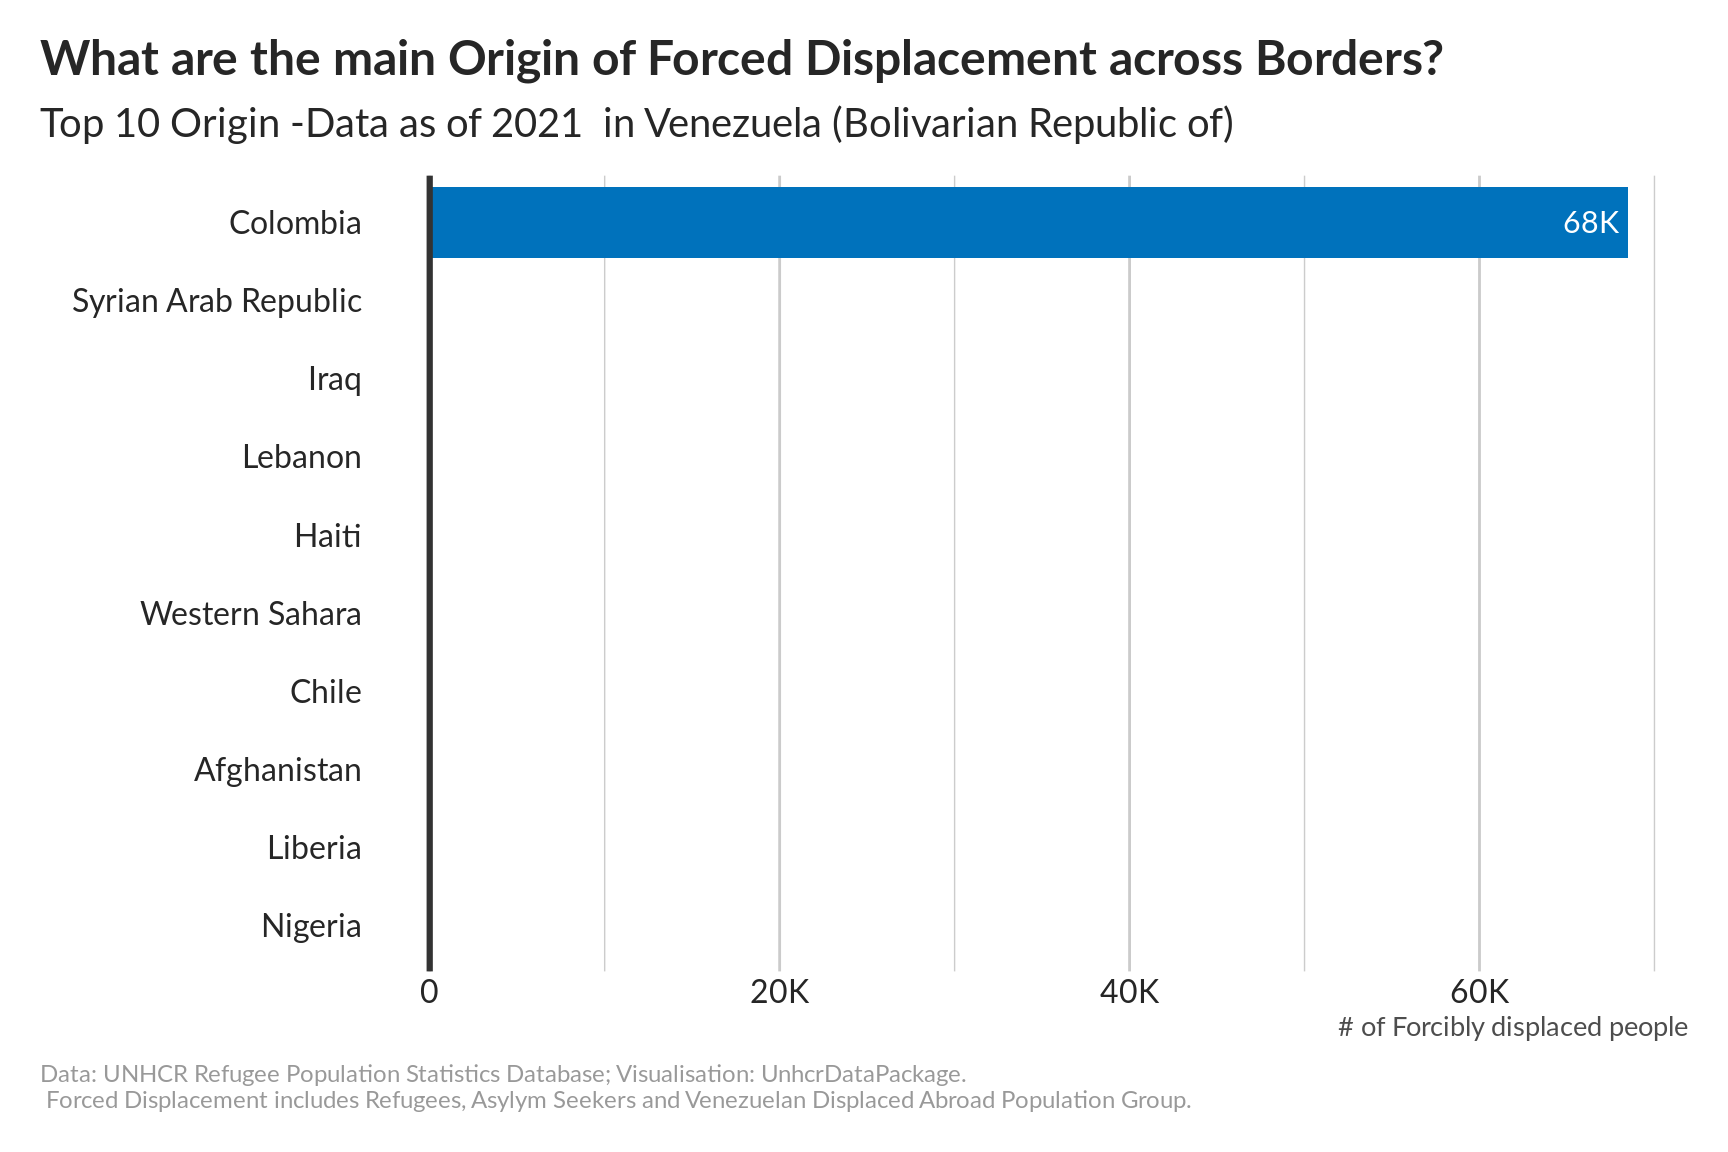 What are the main Origin of Forced Displacement across Borders?
Top 10 Origin -Data as of 2021  in Venezuela (Bolivarian Republic of)
Colombia
68K
Syrian Arab Republic
Iraq
Lebanon
Haiti
Western Sahara
Chile
Afghanistan
Liberia
Nigeria
0 20K 40K 60K
# of Forcibly displaced people
Data: UNHCR Refugee Population Statistics Database; Visualisation: UnhcrDataPackage.
Forced Displacement includes Refugees, Asylym Seekers and Venezuelan Displaced Abroad Population Group.